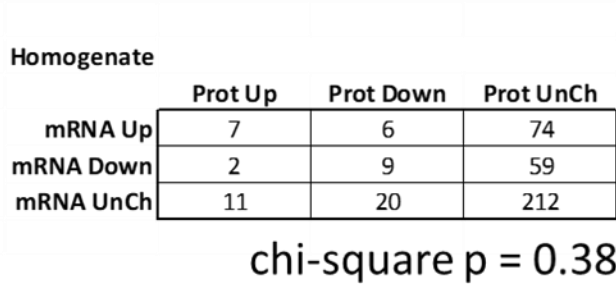 Homogenate
Prot Up Prot Down Prot UnCh
mRNA Up 7 6 74
mRNA Down 2 9 59
mRNA UnCh 11 20 212
chi-square p = 0.38